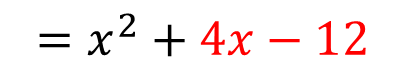 = x² + 4x − 12